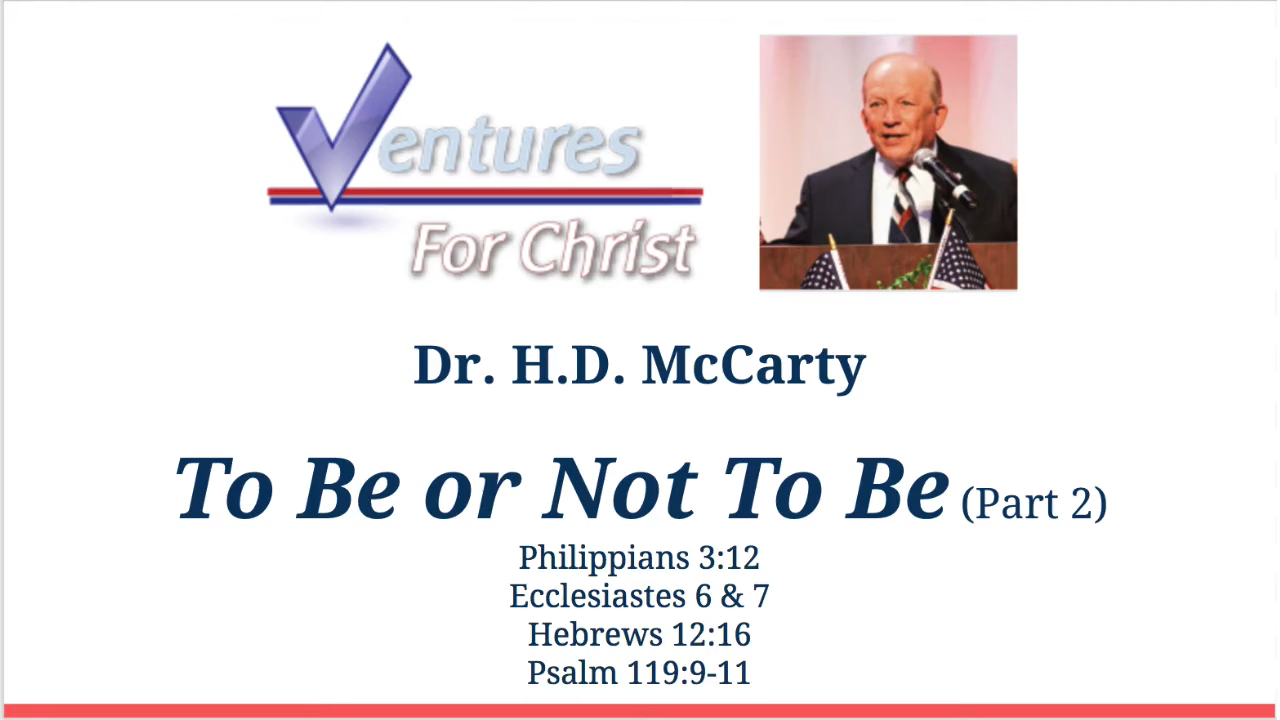 Ventures
For Christ
Dr. H.D. McCarty
To Be or Not To Be (Part 2)
Philippians 3:12
Ecclesiastes 6 & 7
Hebrews 12:16
Psalm 119:9-11